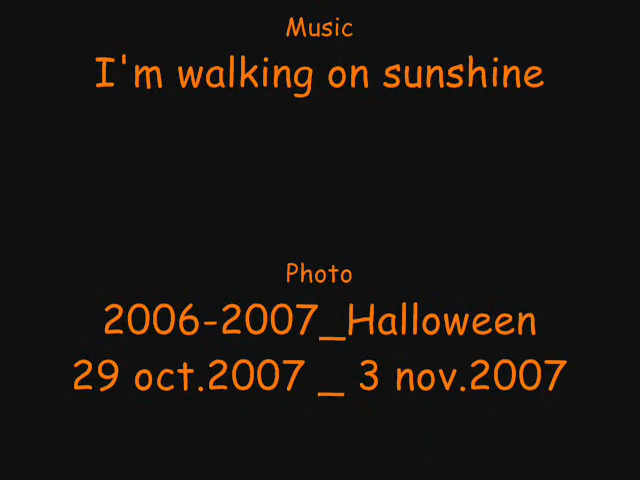 Music
I'm walking on sunshine
Photo
2006-2007_Halloween
29 oct.2007 _ 3 nov.2007